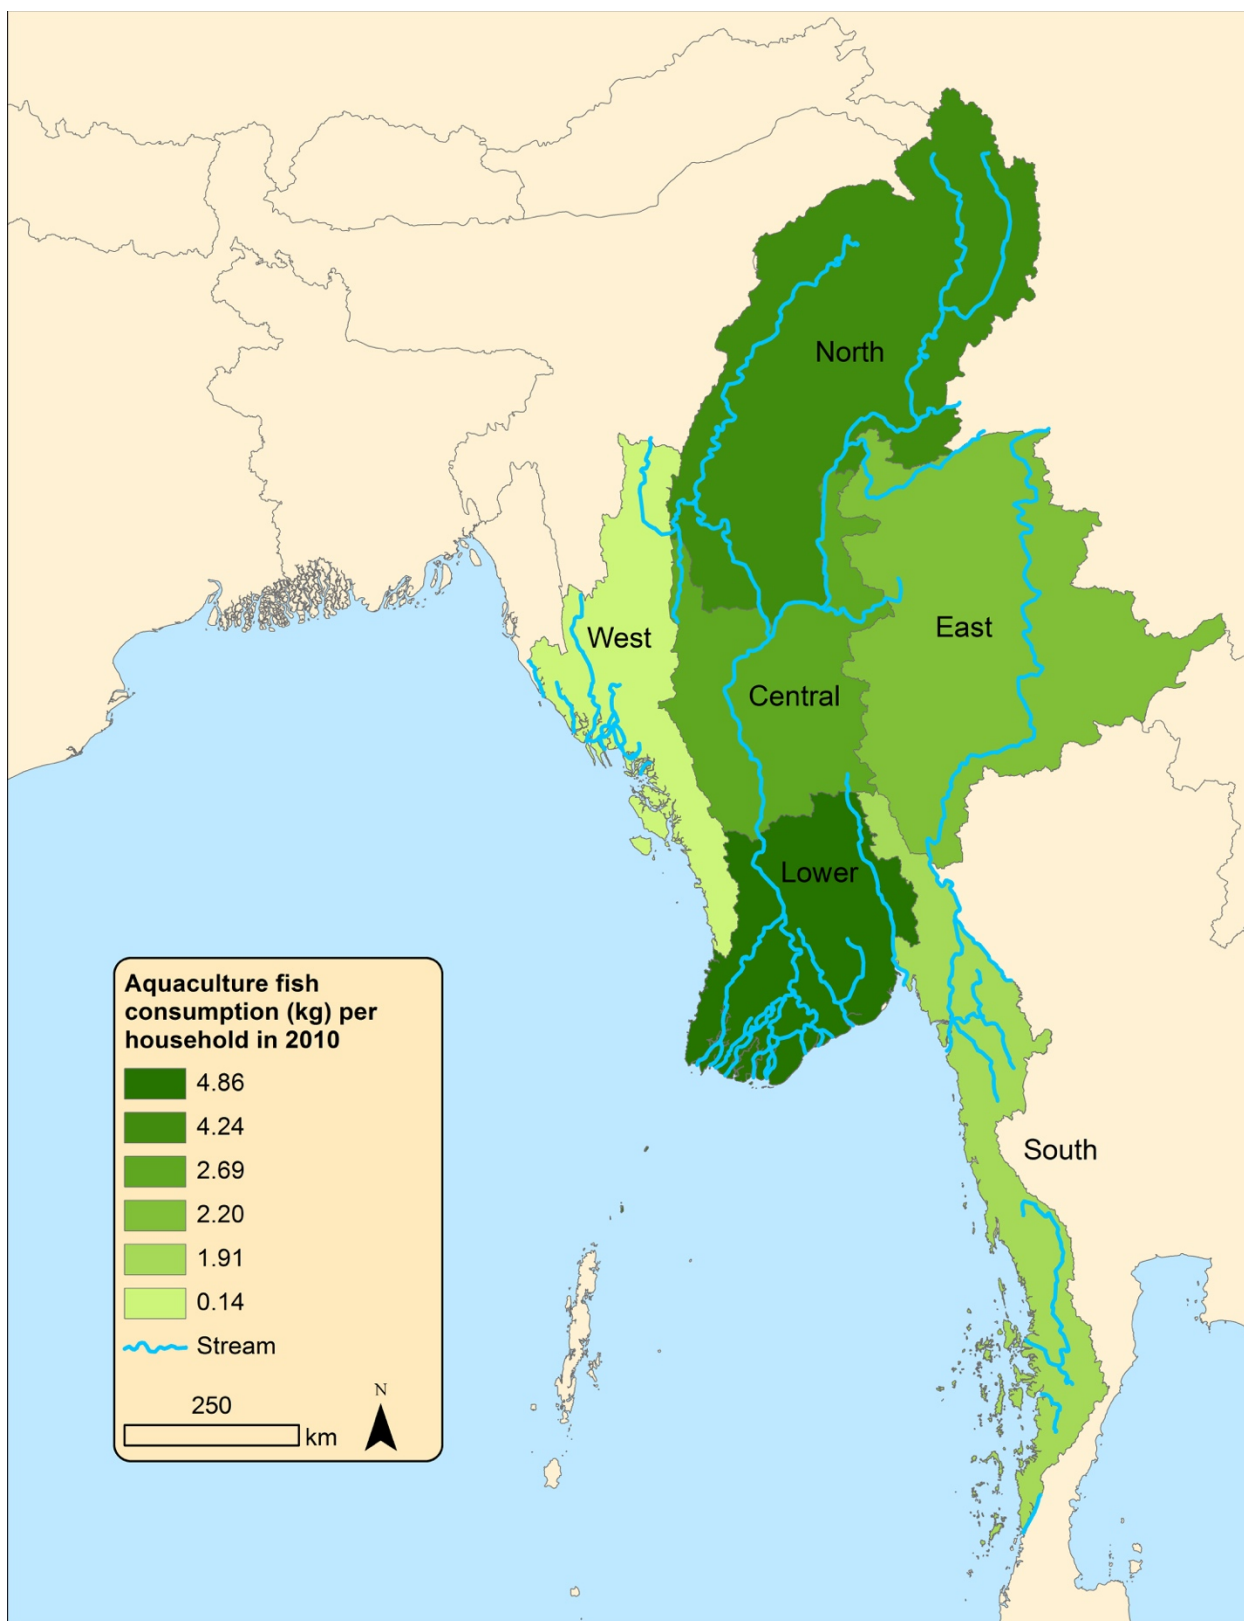 North
East
West
Central
Lower
South
Aquaculture fish
consumption (kg) per
household in 2010
4.86
4.24
2.69
2.20
1.91
0.14
Stream
250
km
N